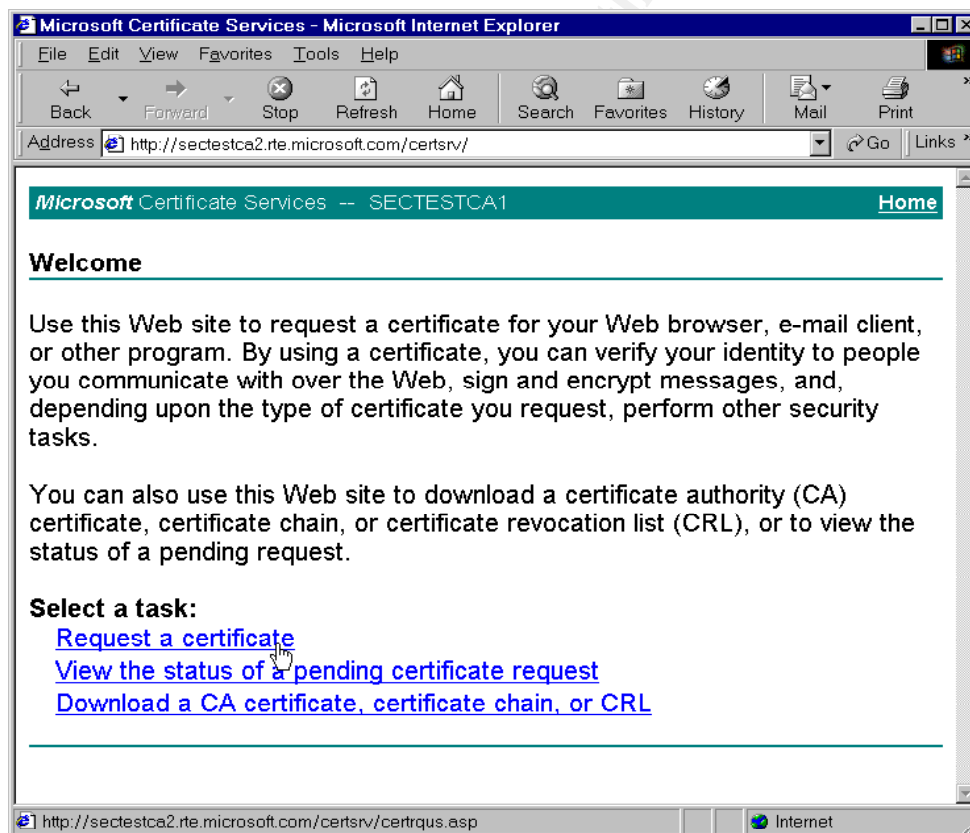 Microsoft Certificate Services - Microsoft Internet Explorer
File Edit View Favorites Tools Help
Back Forward Stop Refresh Home Search Favorites History Mail Print »
Address http://sectestca2.rte.microsoft.com/certsrv/ Go Links »
Microsoft Certificate Services -- SECTESTCA1 Home
Welcome
Use this Web site to request a certificate for your Web browser, e-mail client,
or other program. By using a certificate, you can verify your identity to people
you communicate with over the Web, sign and encrypt messages, and,
depending upon the type of certificate you request, perform other security
tasks.
You can also use this Web site to download a certificate authority (CA)
certificate, certificate chain, or certificate revocation list (CRL), or to view the
status of a pending request.
Select a task:
Request a certificate
View the status of a pending certificate request
Download a CA certificate, certificate chain, or CRL
http://sectestca2.rte.microsoft.com/certsrv/certrqus.asp Internet